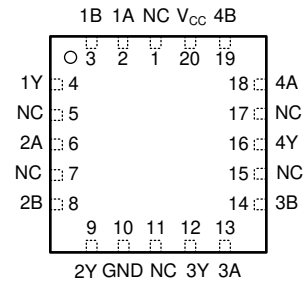 1B 1A NC VCC 4B
3 2 1 20 19
1Y 4 18 4A
NC 5 17 NC
2A 6 16 4Y
NC 7 15 NC
2B 8 14 3B
9 10 11 12 13
2Y GND NC 3Y 3A